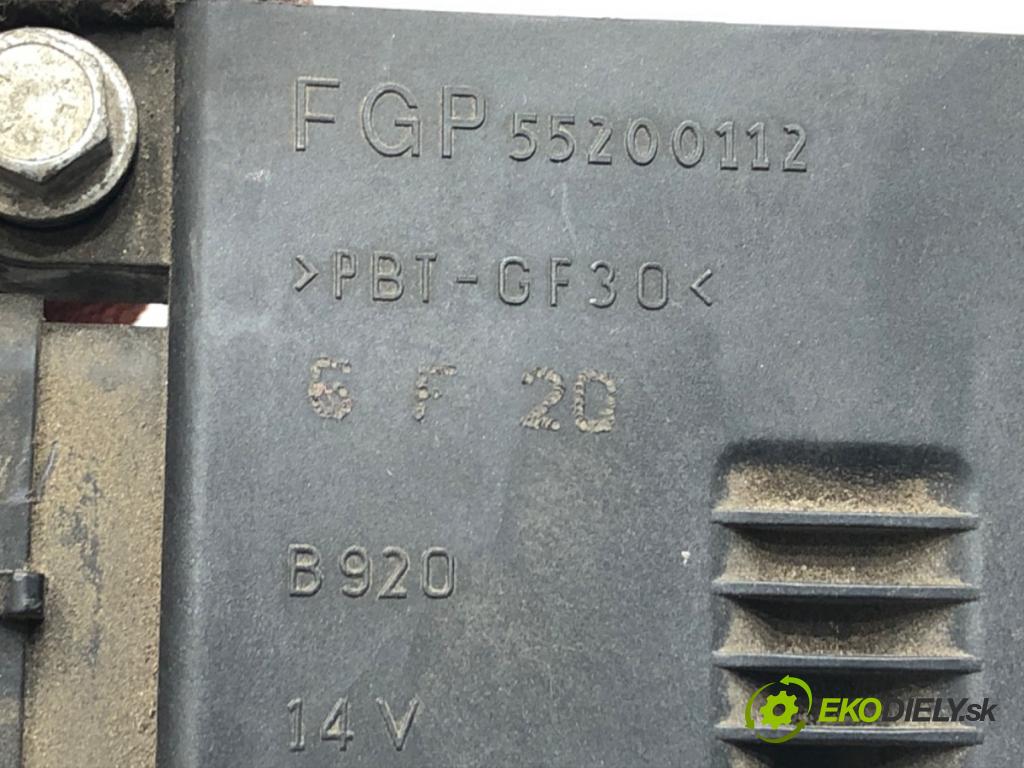 FGP 55200112
>PBT-GF30<
6 F 20
B920
14V
EKODIELY.sk